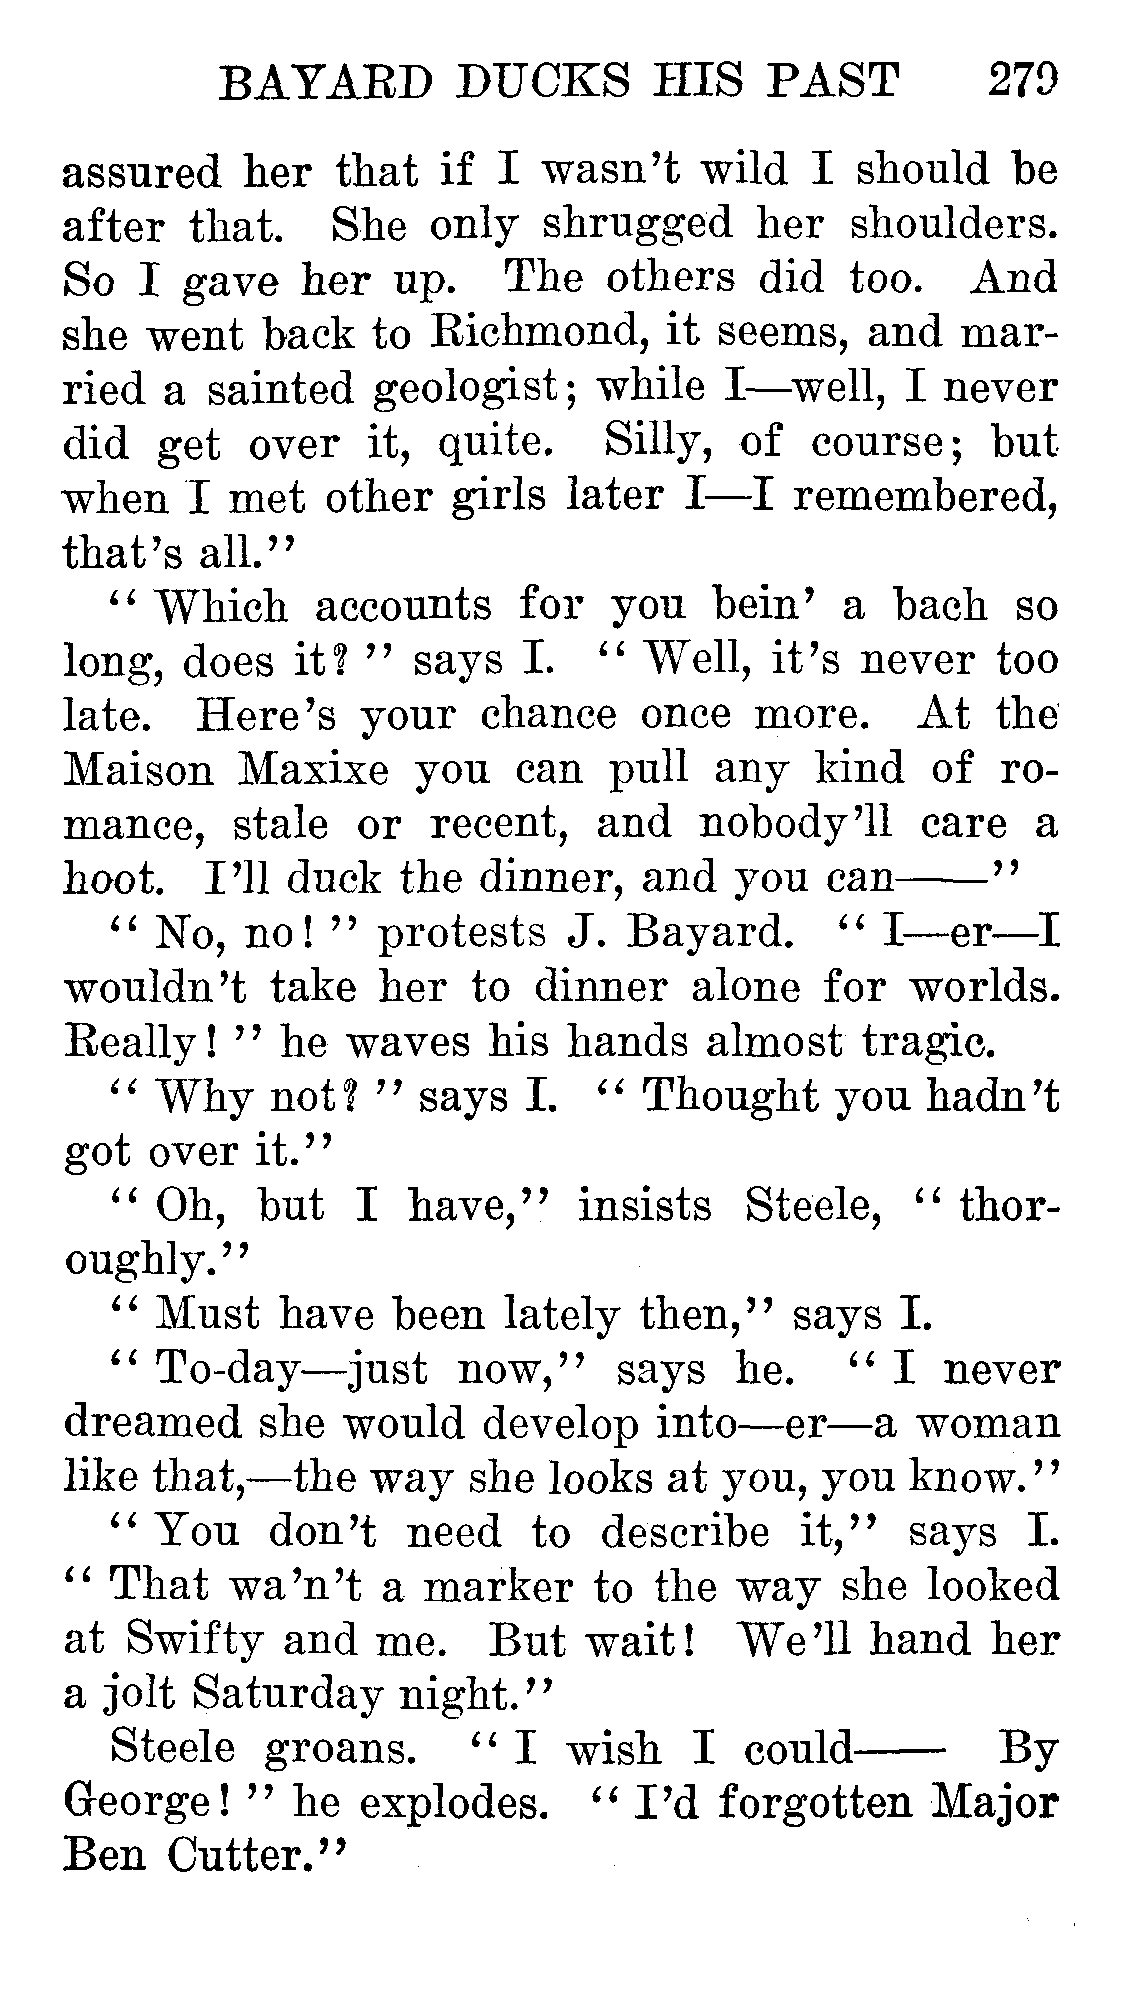 BAYARD DUCKS HIS PAST 279
assured her that if I wasn't wild I should be
after that. She only shrugged her shoulders.
So I gave her up. The others did too. And
she went back to Richmond, it seems, and mar-
ried a sainted geologist; while I—well, I never
did get over it, quite. Silly, of course; but
when I met other girls later I—I remembered,
that's all."
" Which accounts for you bein' a bach so
long, does it? " says I. " Well, it's never too
late. Here's your chance once more. At the
Maison Maxixe you can pull any kind of ro-
mance, stale or recent, and nobody'll care a
hoot. I'll duck the dinner, and you can——"
" No, no! " protests J. Bayard. " I—er—I
wouldn't take her to dinner alone for worlds.
Really! " he waves his hands almost tragic.
" Why not? " says I. " Thought you hadn't
got over it."
" Oh, but I have," insists Steele, " thor-
oughly."
" Must have been lately then," says I.
" To-day—just now," says he. " I never
dreamed she would develop into—er—a woman
like that,—the way she looks at you, you know."
" You don't need to describe it," says I.
" That wa'n't a marker to the way she looked
at Swifty and me. But wait! We'll hand her
a jolt Saturday night."
Steele groans. " I wish I could—— By
George! " he explodes. " I'd forgotten Major
Ben Cutter."